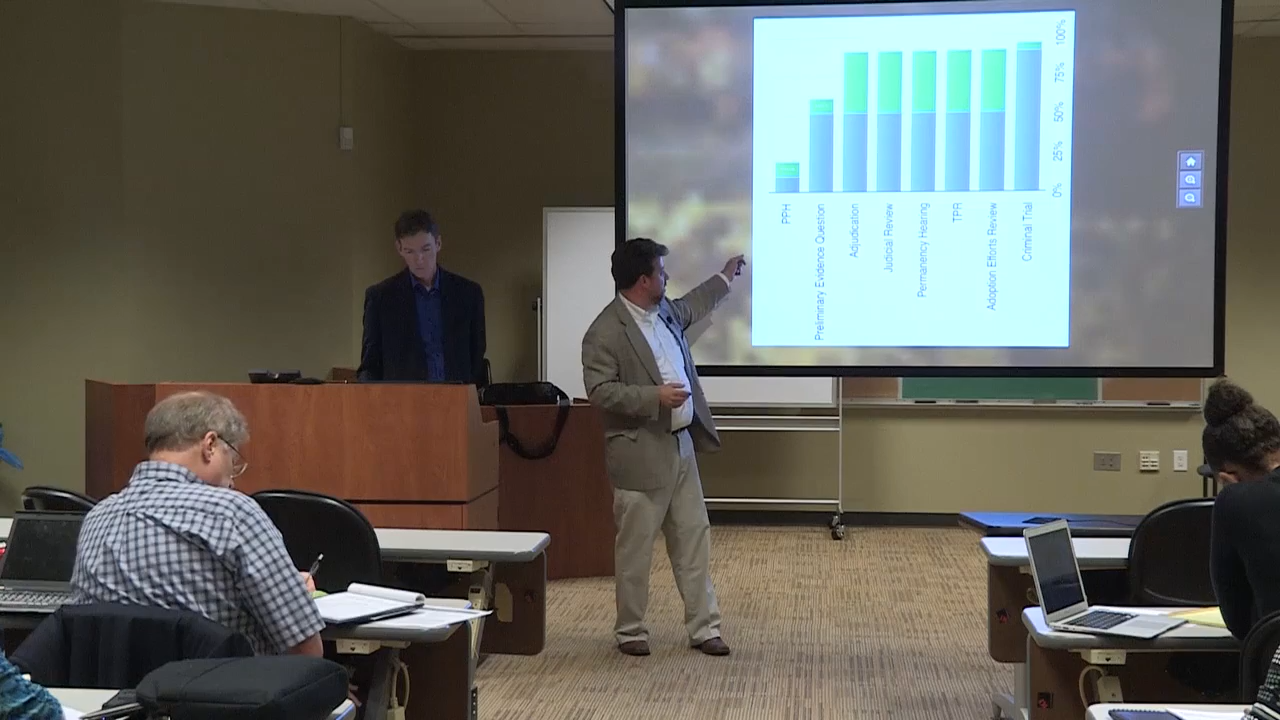 100%
75%
50%
25%
0%
PPH
Preliminary Evidence Question
Adjudication
Judicial Review
Permanency Hearing
TPR
Adoption Efforts Review
Criminal Trial